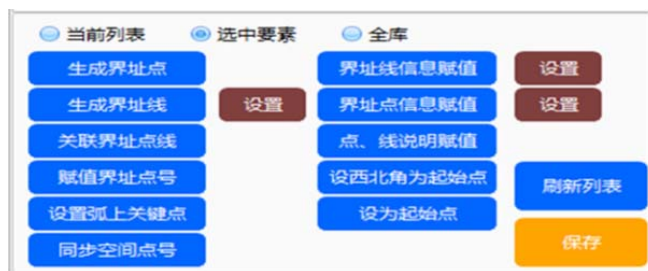 当前列表 选中要素 全库
生成界址点 界址线信息赋值 设置
生成界址线 设置 界址点信息赋值 设置
关联界址点线 点、线说明赋值
赋值界址点号 设西北角为起始点 刷新列表
设置弧上关键点 设为起始点
同步空间点号 保存